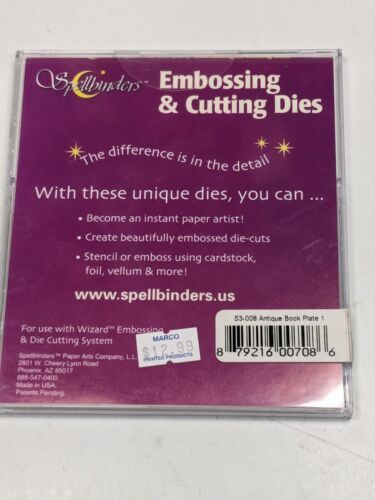 Spellbinders™
Embossing
& Cutting Dies
The difference is in the detail
With these unique dies, you can ...
• Become an instant paper artist!
• Create beautifully embossed die-cuts
• Stencil or emboss using cardstock,
foil, vellum & more!
www.spellbinders.us
For use with Wizard™ Embossing
& Die Cutting System
Spellbinders™ Paper Arts Company, L.L.
2801 W. Cheery Lynn Road
Phoenix, AZ 85017
888-547-0400
Made in USA.
Patents Pending.
MARCO
$12.99
PRINTED PRODUCTS
S3-008 Antique Book Plate 1
8 79216 00708 6